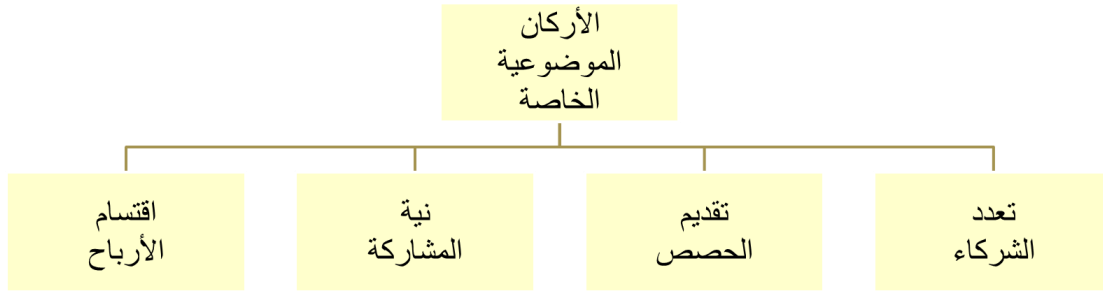 الأركان
الموضوعية
الخاصة
تعدد
الشركاء
تقديم
الحصص
نية
المشاركة
اقتسام
الأرباح